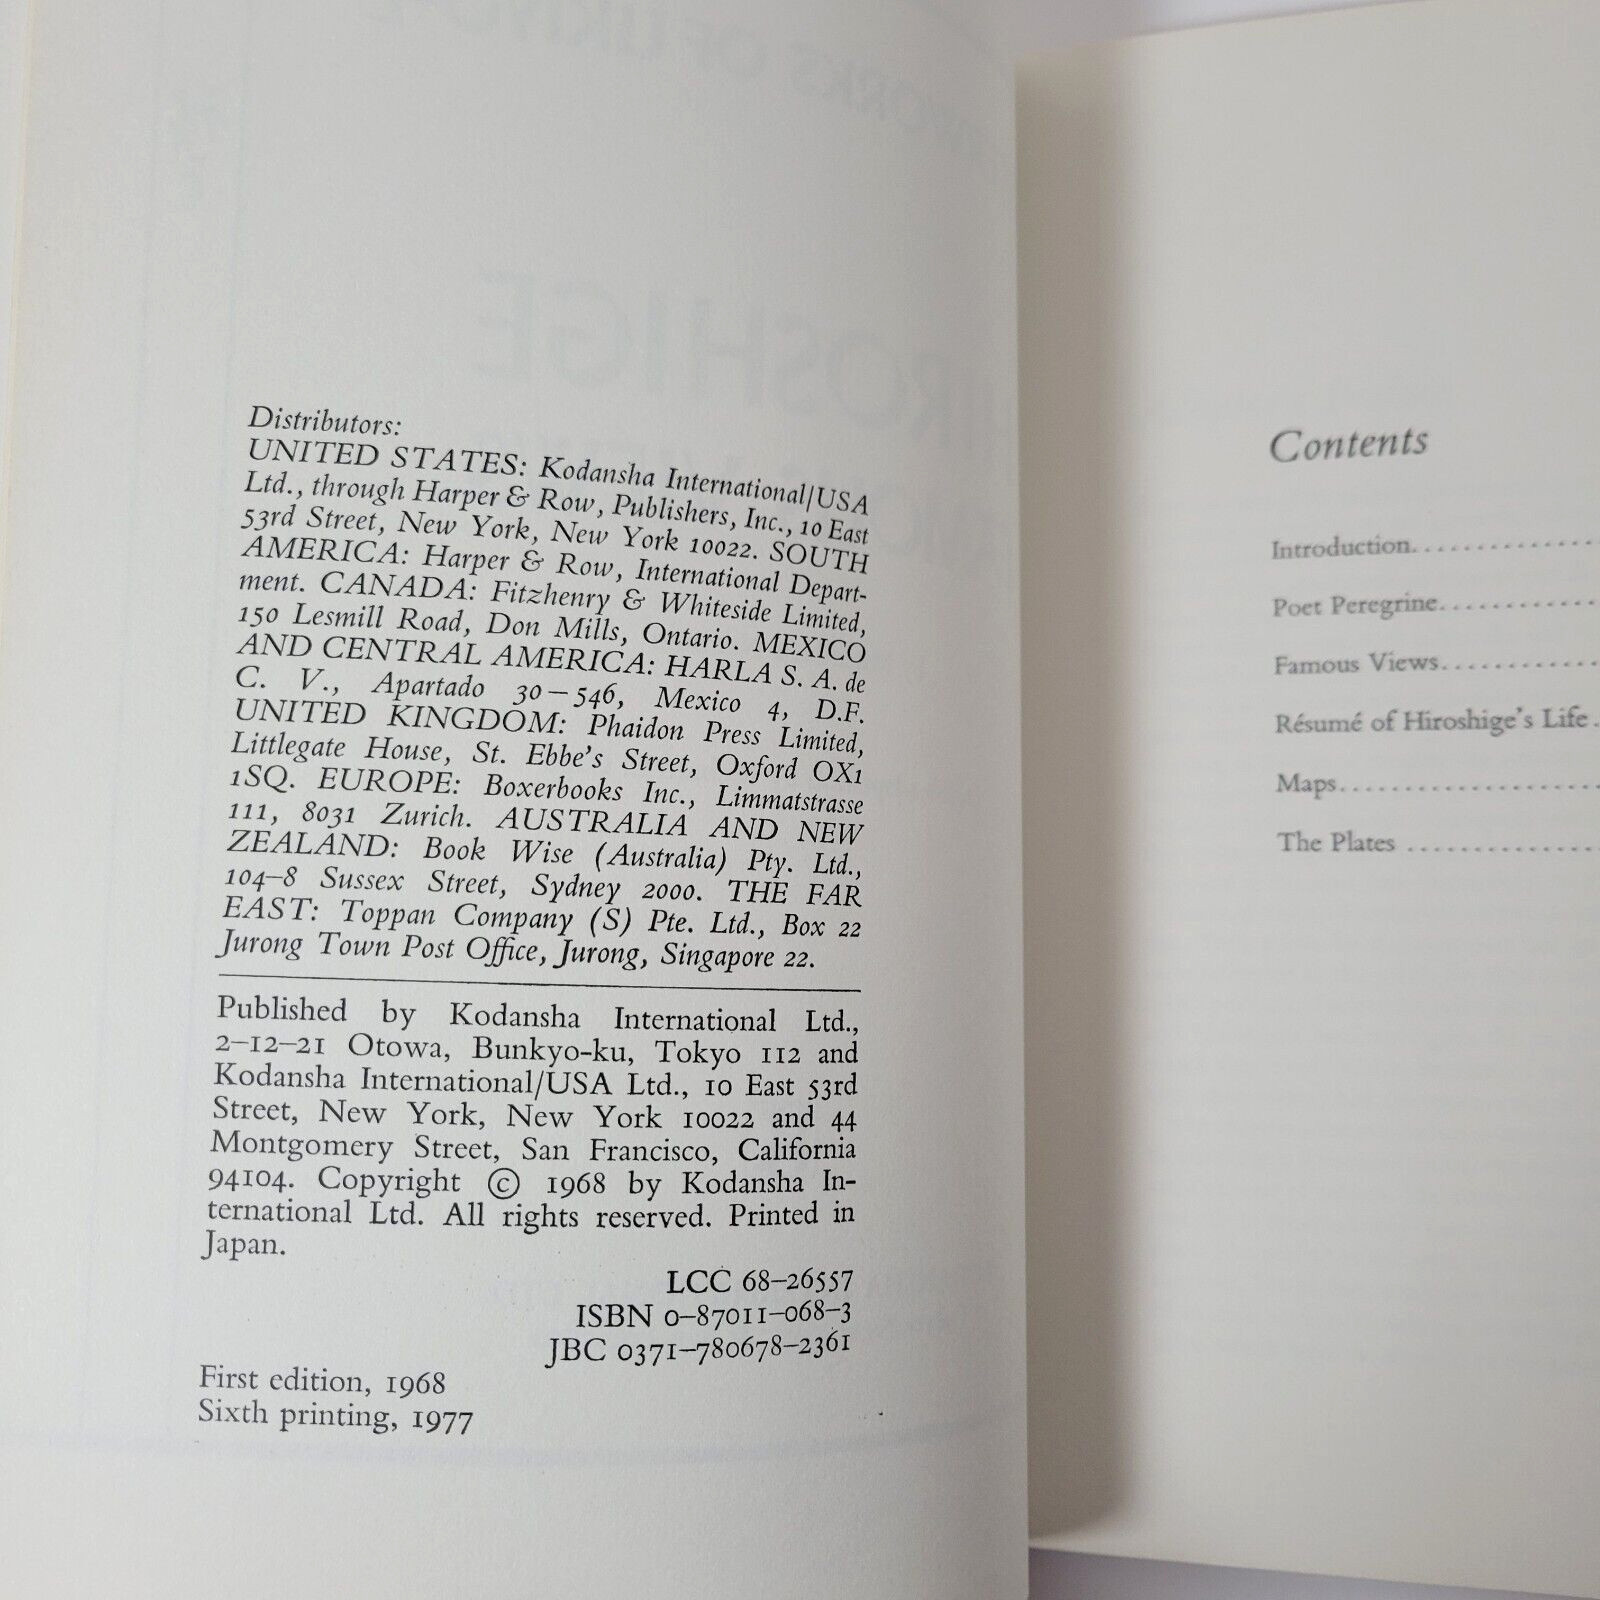 Distributors:
UNITED STATES: Kodansha International/USA
Ltd., through Harper & Row, Publishers, Inc., 10 East
53rd Street, New York, New York 10022. SOUTH
AMERICA: Harper & Row, International Depart-
ment. CANADA: Fitzhenry & Whiteside Limited,
150 Lesmill Road, Don Mills, Ontario. MEXICO
AND CENTRAL AMERICA: HARLA S. A. de
C. V., Apartado 30–546, Mexico 4, D.F.
UNITED KINGDOM: Phaidon Press Limited,
Littlegate House, St. Ebbe's Street, Oxford OX1
1SQ. EUROPE: Boxerbooks Inc., Limmatstrasse
111, 8031 Zurich. AUSTRALIA AND NEW
ZEALAND: Book Wise (Australia) Pty. Ltd.,
104–8 Sussex Street, Sydney 2000. THE FAR
EAST: Toppan Company (S) Pte. Ltd., Box 22
Jurong Town Post Office, Jurong, Singapore 22.
Published by Kodansha International Ltd.,
2–12–21 Otowa, Bunkyo-ku, Tokyo 112 and
Kodansha International/USA Ltd., 10 East 53rd
Street, New York, New York 10022 and 44
Montgomery Street, San Francisco, California
94104. Copyright © 1968 by Kodansha In-
ternational Ltd. All rights reserved. Printed in
Japan.
LCC 68–26557
ISBN 0–87011–068–3
JBC 0371–780678–2361
First edition, 1968
Sixth printing, 1977
Contents
Introduction..............
Poet Peregrine............
Famous Views............
Résumé of Hiroshige's Life.
Maps....................
The Plates ..............